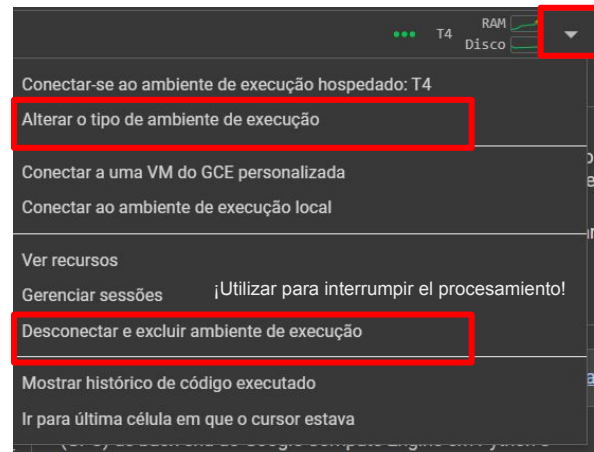 ••• T4 RAM
Disco
Conectar-se ao ambiente de execução hospedado: T4
Alterar o tipo de ambiente de execução
Conectar a uma VM do GCE personalizada
Conectar ao ambiente de execução local
Ver recursos
Gerenciar sessões ¡Utilizar para interrumpir el procesamiento!
Desconectar e excluir ambiente de execução
Mostrar histórico de código executado
Ir para última célula em que o cursor estava